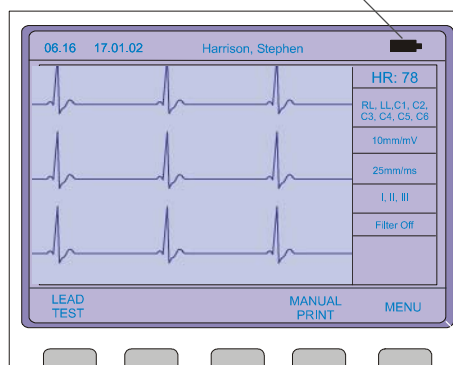 06.16 17.01.02 Harrison, Stephen
HR: 78
RL, LL,C1, C2,
C3, C4, C5, C6
10mm/mV
25mm/ms
I, II, III
Filter Off
LEAD
TEST
MANUAL
PRINT
MENU